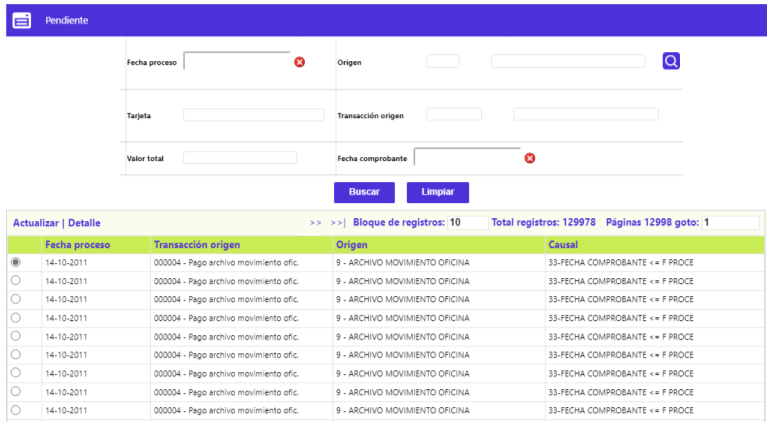 Pendiente
Fecha proceso Origen
Tarjeta Transacción origen
Valor total Fecha comprobante
Buscar Limpiar
Actualizar | Detalle >> >>| Bloque de registros: 10 Total registros: 129978 Páginas 12998 goto: 1
Fecha proceso Transacción origen Origen Causal
14-10-2011 000004 - Pago archivo movimiento ofic. 9 - ARCHIVO MOVIMIENTO OFICINA 33-FECHA COMPROBANTE <= F PROCE
14-10-2011 000004 - Pago archivo movimiento ofic. 9 - ARCHIVO MOVIMIENTO OFICINA 33-FECHA COMPROBANTE <= F PROCE
14-10-2011 000004 - Pago archivo movimiento ofic. 9 - ARCHIVO MOVIMIENTO OFICINA 33-FECHA COMPROBANTE <= F PROCE
14-10-2011 000004 - Pago archivo movimiento ofic. 9 - ARCHIVO MOVIMIENTO OFICINA 33-FECHA COMPROBANTE <= F PROCE
14-10-2011 000004 - Pago archivo movimiento ofic. 9 - ARCHIVO MOVIMIENTO OFICINA 33-FECHA COMPROBANTE <= F PROCE
14-10-2011 000004 - Pago archivo movimiento ofic. 9 - ARCHIVO MOVIMIENTO OFICINA 33-FECHA COMPROBANTE <= F PROCE
14-10-2011 000004 - Pago archivo movimiento ofic. 9 - ARCHIVO MOVIMIENTO OFICINA 33-FECHA COMPROBANTE <= F PROCE
14-10-2011 000004 - Pago archivo movimiento ofic. 9 - ARCHIVO MOVIMIENTO OFICINA 33-FECHA COMPROBANTE <= F PROCE
14-10-2011 000004 - Pago archivo movimiento ofic. 9 - ARCHIVO MOVIMIENTO OFICINA 33-FECHA COMPROBANTE <= F PROCE